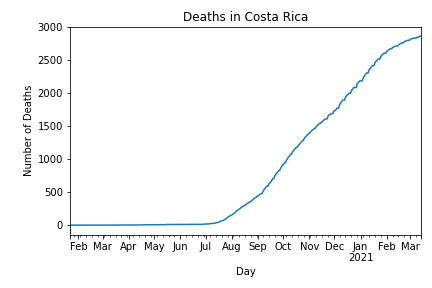 Deaths in Costa Rica
3000
2500
2000
1500
1000
500
0
Number of Deaths
Feb Mar Apr May Jun Jul Aug Sep Oct Nov Dec Jan Feb Mar
2021
Day